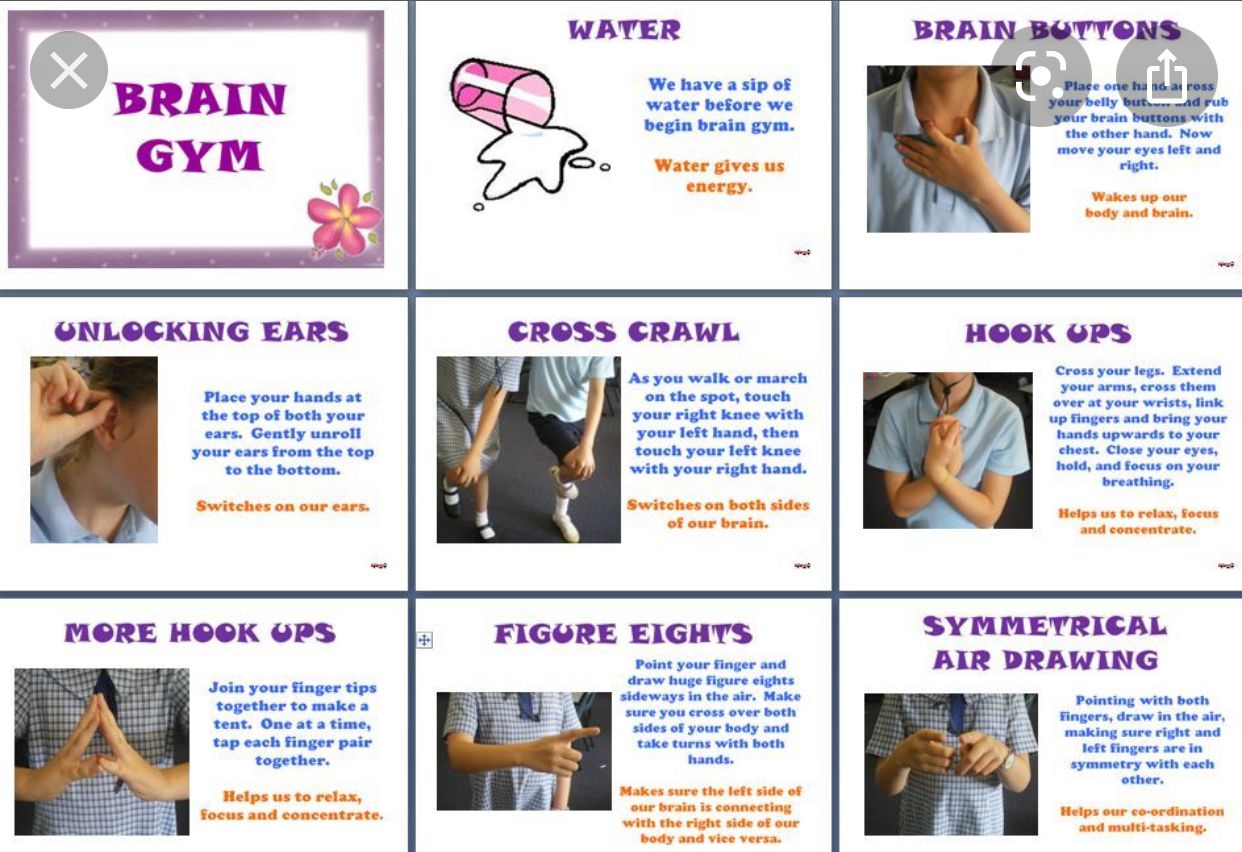 BRAIN
GYM
WATER
We have a sip of
water before we
begin brain gym.
Water gives us
energy.
BRAIN BUTTONS
Place one hand across
your belly button and rub
your brain buttons with
the other hand. Now
move your eyes left and
right.
Wakes up our
body and brain.
UNLOCKING EARS
Place your hands at
the top of both your
ears. Gently unroll
your ears from the top
to the bottom.
Switches on our ears.
CROSS CRAWL
As you walk or march
on the spot, touch
your right knee with
your left hand, then
touch your left knee
with your right hand.
Switches on both sides
of our brain.
HOOK UPS
Cross your legs. Extend
your arms, cross them
over at your wrists, link
up fingers and bring your
hands upwards to your
chest. Close your eyes,
hold, and focus on your
breathing.
Helps us to relax, focus
and concentrate.
MORE HOOK UPS
Join your finger tips
together to make a
tent. One at a time,
tap each finger pair
together.
Helps us to relax,
focus and concentrate.
FIGURE EIGHTS
Point your finger and
draw huge figure eights
sideways in the air. Make
sure you cross over both
sides of your body and
take turns with both
hands.
Makes sure the left side of
our brain is connecting
with the right side of our
body and vice versa.
SYMMETRICAL
AIR DRAWING
Pointing with both
fingers, draw in the air,
making sure right and
left fingers are in
symmetry with each
other.
Helps our co-ordination
and multi-tasking.